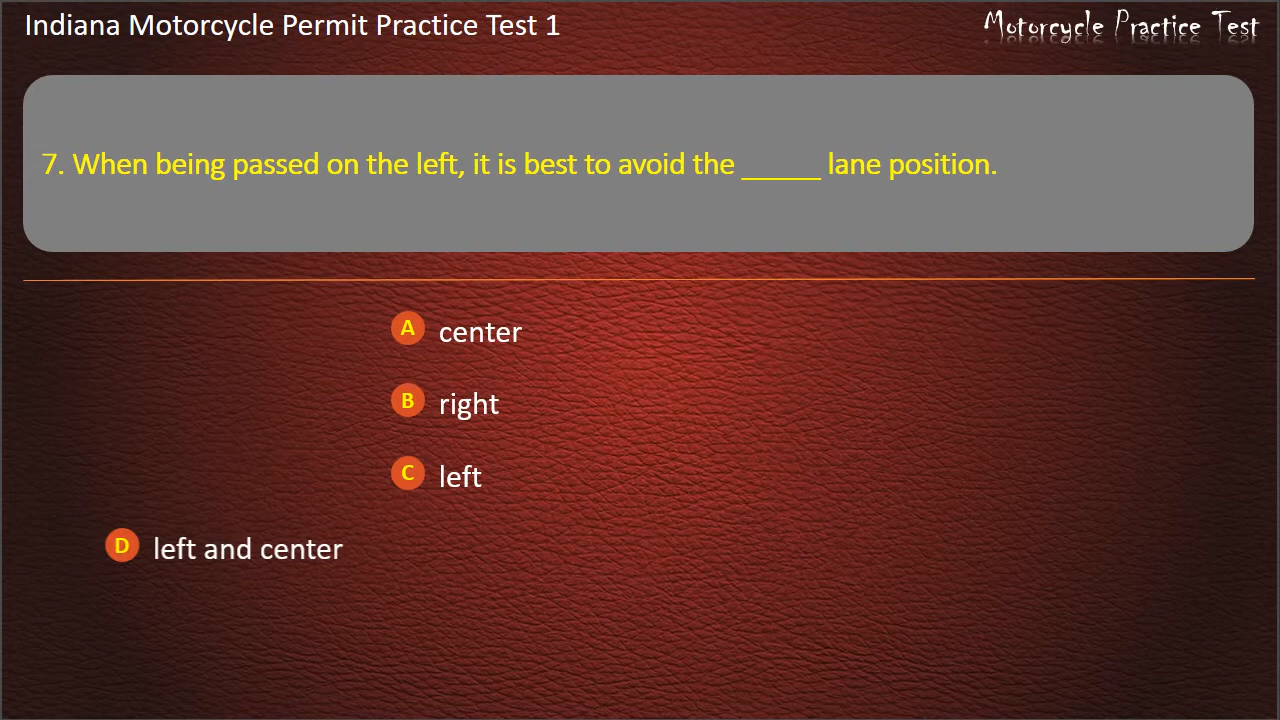 Indiana Motorcycle Permit Practice Test 1
Motorcycle Practice Test
7. When being passed on the left, it is best to avoid the _____ lane position.
A center
B right
C left
D left and center